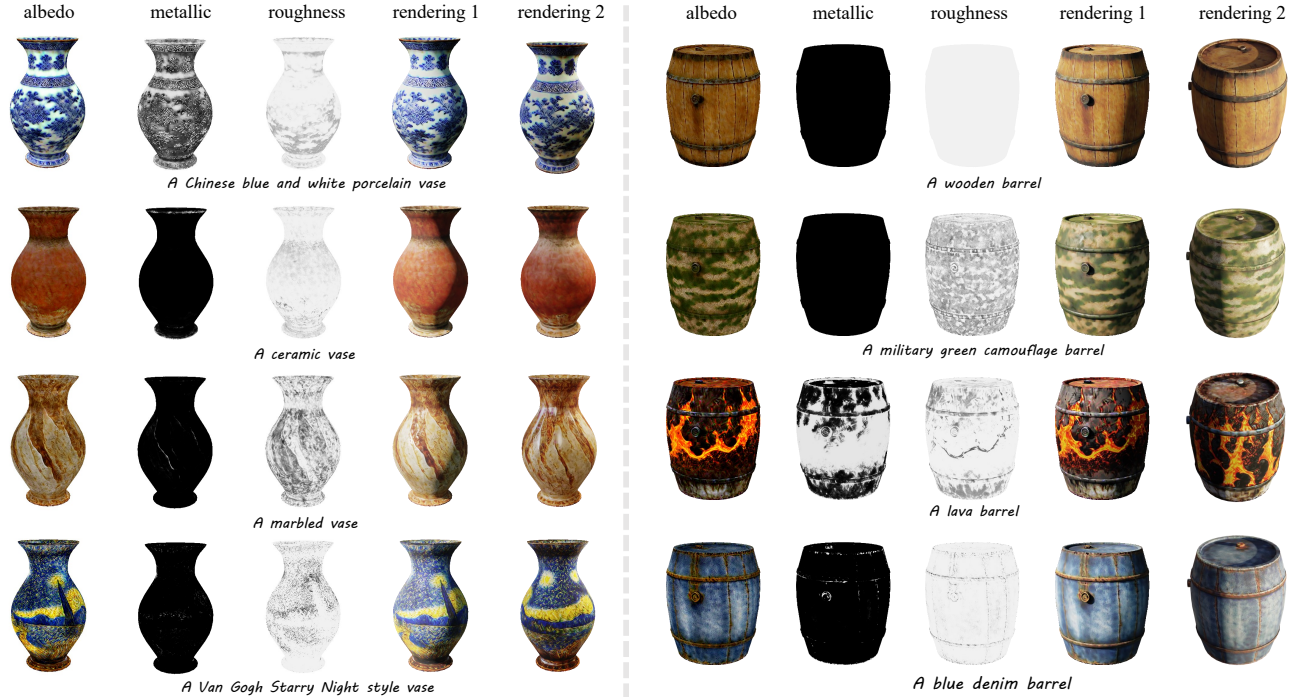 albedo metallic roughness rendering 1 rendering 2
A Chinese blue and white porcelain vase
A ceramic vase
A marbled vase
A Van Gogh Starry Night style vase
albedo metallic roughness rendering 1 rendering 2
A wooden barrel
A military green camouflage barrel
A lava barrel
A blue denim barrel